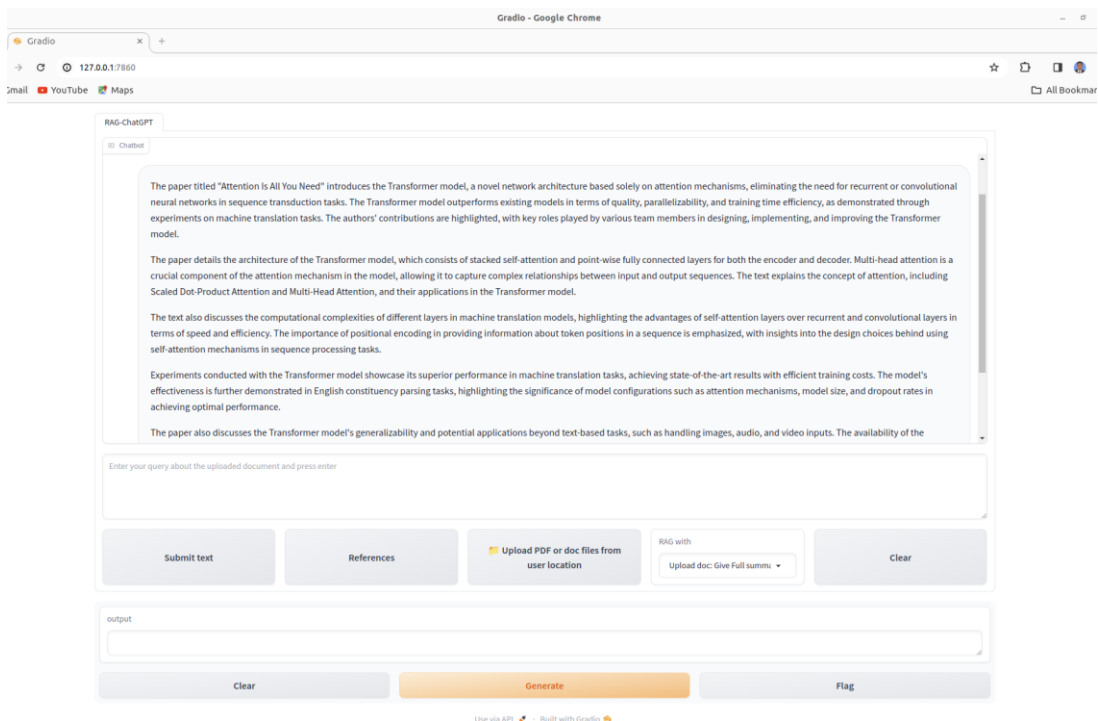 Gradio - Google Chrome
Gradio
127.0.0.1:7860
Gmail YouTube Maps All Bookmar
RAG-ChatGPT
Chatbot
The paper titled "Attention Is All You Need" introduces the Transformer model, a novel network architecture based solely on attention mechanisms, eliminating the need for recurrent or convolutional
neural networks in sequence transduction tasks. The Transformer model outperforms existing models in terms of quality, parallelizability, and training time efficiency, as demonstrated through
experiments on machine translation tasks. The authors' contributions are highlighted, with key roles played by various team members in designing, implementing, and improving the Transformer
model.
The paper details the architecture of the Transformer model, which consists of stacked self-attention and point-wise fully connected layers for both the encoder and decoder. Multi-head attention is a
crucial component of the attention mechanism in the model, allowing it to capture complex relationships between input and output sequences. The text explains the concept of attention, including
Scaled Dot-Product Attention and Multi-Head Attention, and their applications in the Transformer model.
The text also discusses the computational complexities of different layers in machine translation models, highlighting the advantages of self-attention layers over recurrent and convolutional layers in
terms of speed and efficiency. The importance of positional encoding in providing information about token positions in a sequence is emphasized, with insights into the design choices behind using
self-attention mechanisms in sequence processing tasks.
Experiments conducted with the Transformer model showcase its superior performance in machine translation tasks, achieving state-of-the-art results with efficient training costs. The model's
effectiveness is further demonstrated in English constituency parsing tasks, highlighting the significance of model configurations such as attention mechanisms, model size, and dropout rates in
achieving optimal performance.
The paper also discusses the Transformer model's generalizability and potential applications beyond text-based tasks, such as handling images, audio, and video inputs. The availability of the
Enter your query about the uploaded document and press enter
Submit text
References
Upload PDF or doc files from
user location
RAG with
Upload doc: Give Full summ
Clear
output
Clear
Generate
Flag
Use via API · Built with Gradio